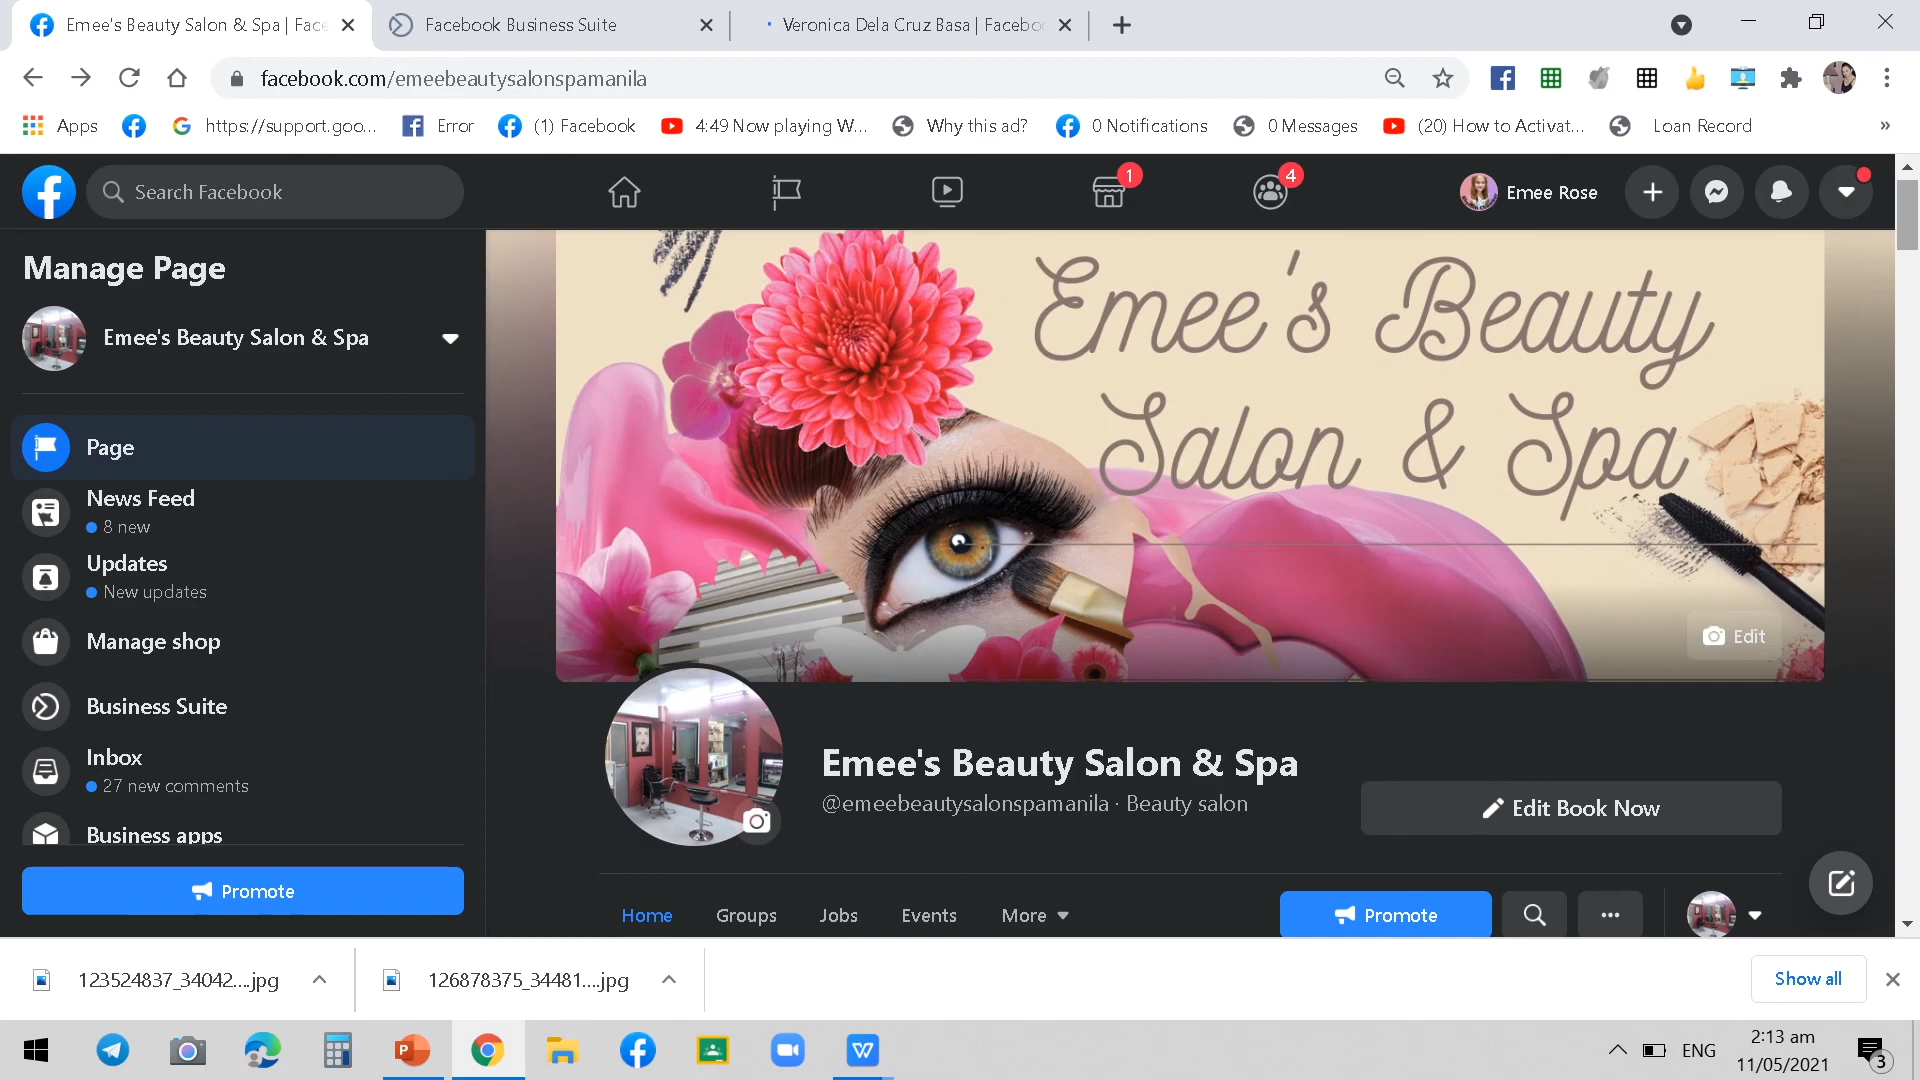 Emee's Beauty Salon & Spa | Face
Facebook Business Suite
Veronica Dela Cruz Basa | Facebo
facebook.com/emeebeautysalonspamanila
Apps
https://support.goo...
Error
(1) Facebook
4:49 Now playing W...
Why this ad?
0 Notifications
0 Messages
(20) How to Activat...
Loan Record
»
Search Facebook
1
4
Emee Rose
Manage Page
Emee's Beauty Salon & Spa
Page
News Feed
8 new
Updates
New updates
Manage shop
Business Suite
Inbox
27 new comments
Business apps
Promote
Emee's Beauty
Salon & Spa
Edit
Emee's Beauty Salon & Spa
@emeebeautysalonspamanila · Beauty salon
Edit Book Now
Home
Groups
Jobs
Events
More
Promote
123524837_34042....jpg
126878375_34481....jpg
Show all
ENG
2:13 am
11/05/2021
3